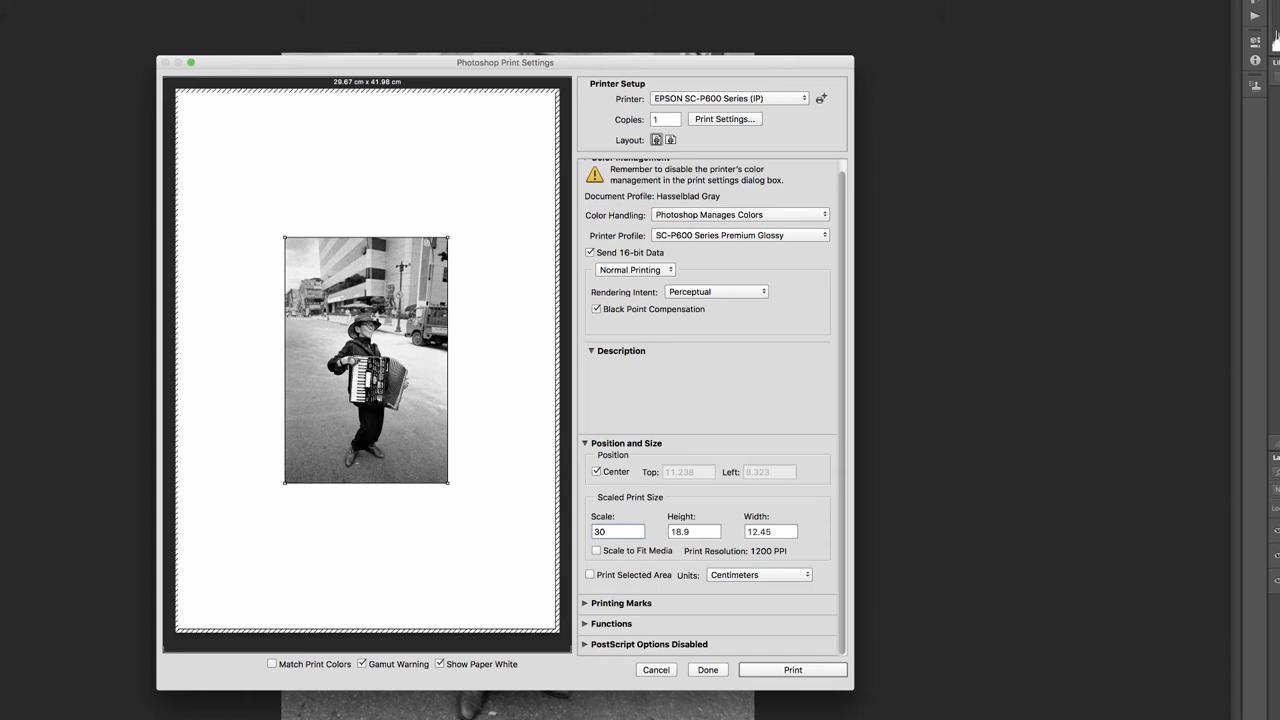 Photoshop Print Settings
29.67 cm x 41.98 cm
Printer Setup
Printer: EPSON SC-P600 Series (IP)
Copies: 1 Print Settings...
Layout:
Color Management
Remember to disable the printer's color
management in the print settings dialog box.
Document Profile: Hasselblad Gray
Color Handling: Photoshop Manages Colors
Printer Profile: SC-P600 Series Premium Glossy
Send 16-bit Data
Normal Printing
Rendering Intent: Perceptual
Black Point Compensation
Description
Position and Size
Position
Center Top: 11.238 Left: 8.323
Scaled Print Size
Scale: Height: Width:
30 18.9 12.45
Scale to Fit Media Print Resolution: 1200 PPI
Print Selected Area Units: Centimeters
Printing Marks
Functions
PostScript Options Disabled
Match Print Colors Gamut Warning Show Paper White
Cancel Done Print